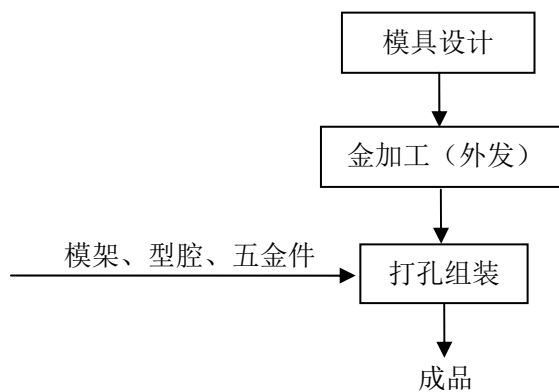 模具设计
金加工（外发）
模架、型腔、五金件
打孔组装
成品